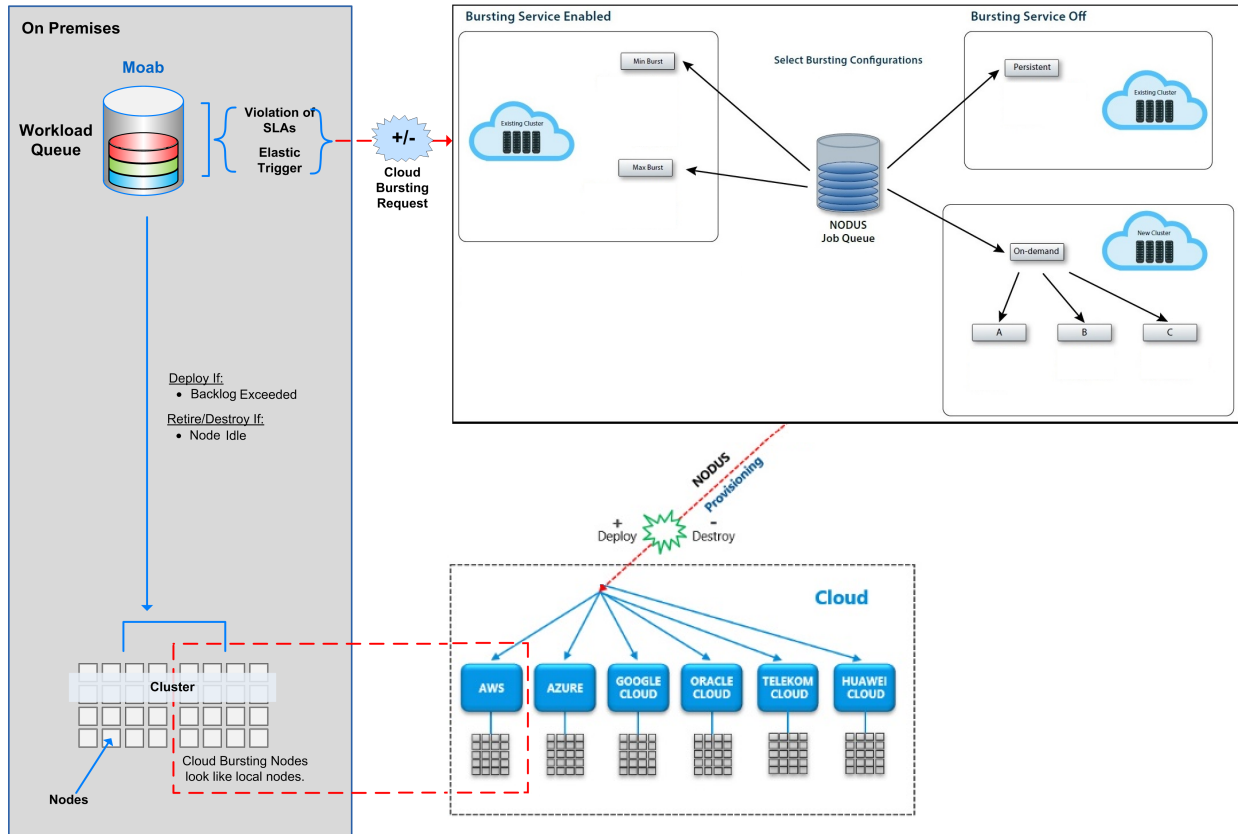 On Premises
Moab
Workload
Queue
Violation of
SLAs
Elastic
Trigger
+/-
Cloud
Bursting
Request
Deploy If:
• Backlog Exceeded
Retire/Destroy If:
• Node Idle
Cluster
Cloud Bursting Nodes
look like local nodes.
Nodes
Bursting Service Enabled
Min Burst
Existing Cluster
Max Burst
Select Bursting Configurations
NODUS
Job Queue
Bursting Service Off
Persistent
Existing Cluster
New Cluster
On-demand
A
B
C
NODUS
Provisioning
+
Deploy
-
Destroy
Cloud
AWS
AZURE
GOOGLE
CLOUD
ORACLE
CLOUD
TELEKOM
CLOUD
HUAWEI
CLOUD